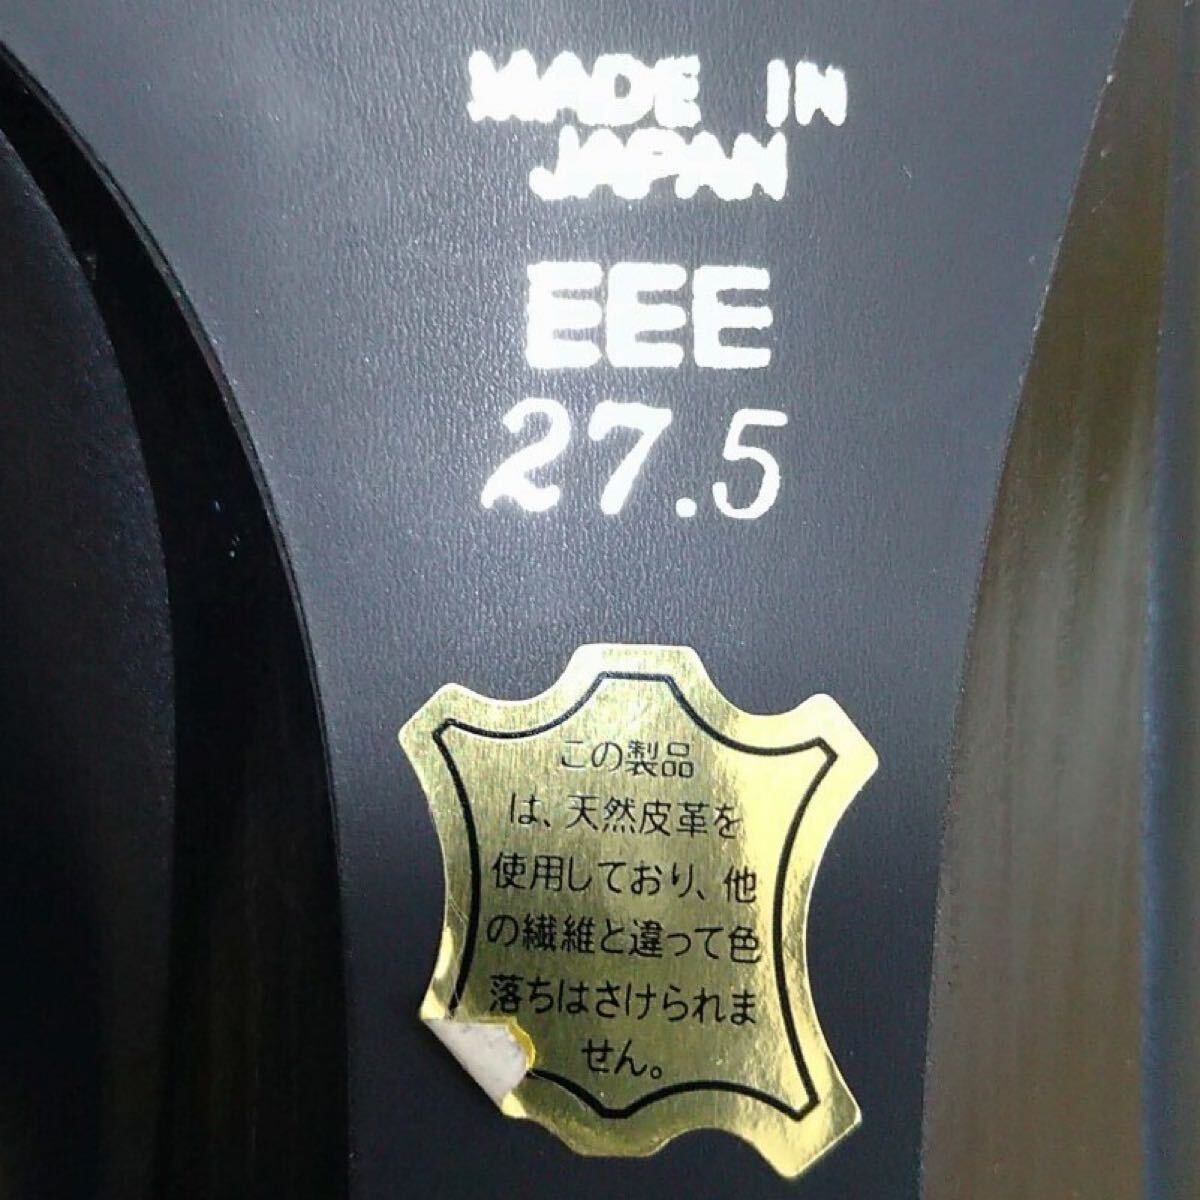 MADE IN
JAPAN
EEE
27.5
この製品
は、天然皮革を
使用しており、他
の繊維と違って色
落ちはさけられま
せん。